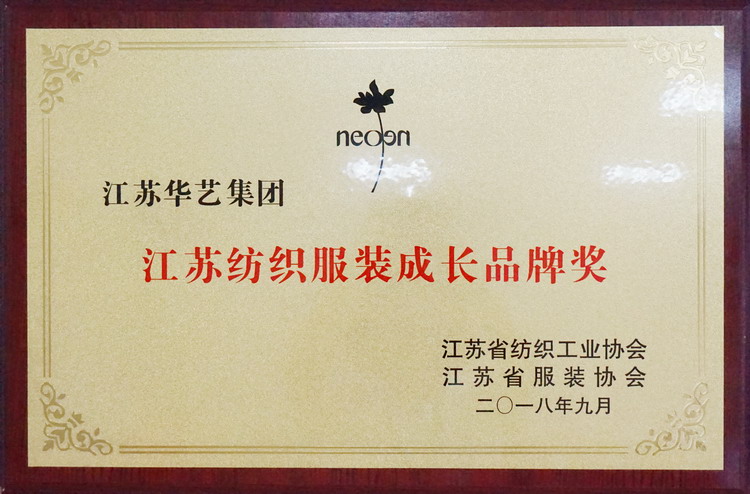 neoen
江苏华艺集团
江苏纺织服装成长品牌奖
江苏省纺织工业协会
江苏省服装协会
二〇一八年九月